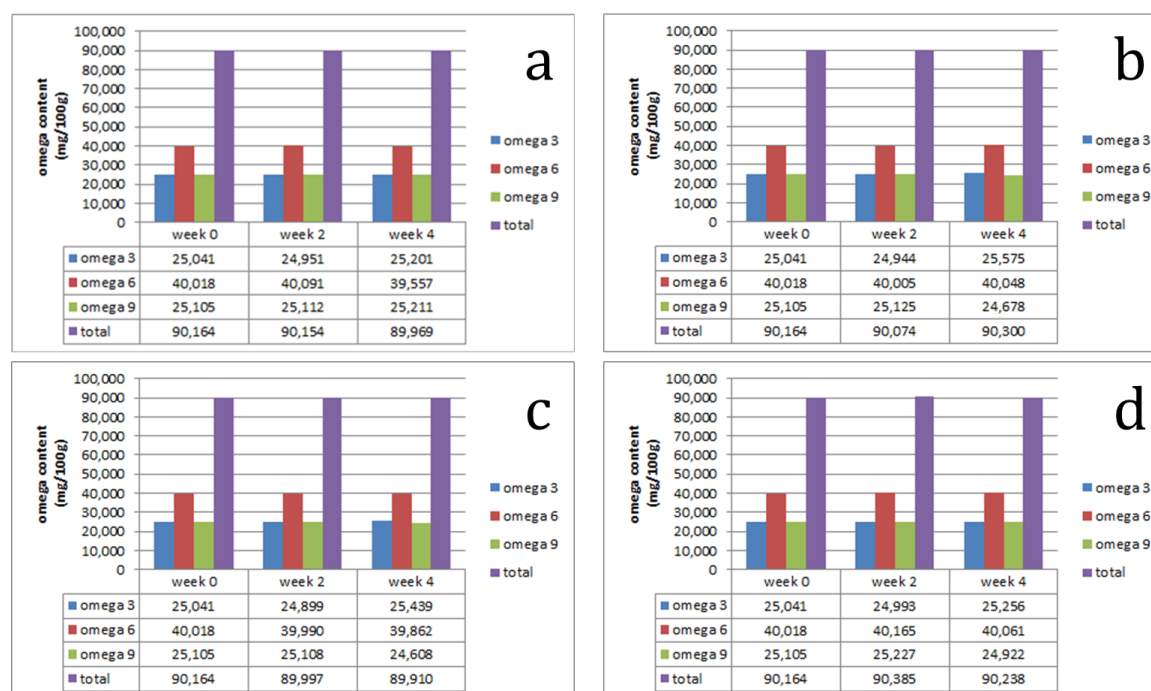 a
100,000
90,000
80,000
70,000
60,000
50,000
40,000
30,000
20,000
10,000
0
omega content
(mg/100g)
omega 3
omega 6
omega 9
total
week 0 week 2 week 4
omega 3 25,041 24,951 25,201
omega 6 40,018 40,091 39,557
omega 9 25,105 25,112 25,211
total 90,164 90,154 89,969
b
100,000
90,000
80,000
70,000
60,000
50,000
40,000
30,000
20,000
10,000
0
omega content
(mg/100g)
omega 3
omega 6
omega 9
total
week 0 week 2 week 4
omega 3 25,041 24,944 25,575
omega 6 40,018 40,005 40,048
omega 9 25,105 25,125 24,678
total 90,164 90,074 90,300
c
100,000
90,000
80,000
70,000
60,000
50,000
40,000
30,000
20,000
10,000
0
omega content
(mg/100g)
omega 3
omega 6
omega 9
total
week 0 week 2 week 4
omega 3 25,041 24,899 25,439
omega 6 40,018 39,990 39,862
omega 9 25,105 25,108 24,608
total 90,164 89,997 89,910
d
100,000
90,000
80,000
70,000
60,000
50,000
40,000
30,000
20,000
10,000
0
omega content
(mg/100g)
omega 3
omega 6
omega 9
total
week 0 week 2 week 4
omega 3 25,041 24,993 25,256
omega 6 40,018 40,165 40,061
omega 9 25,105 25,227 24,922
total 90,164 90,385 90,238